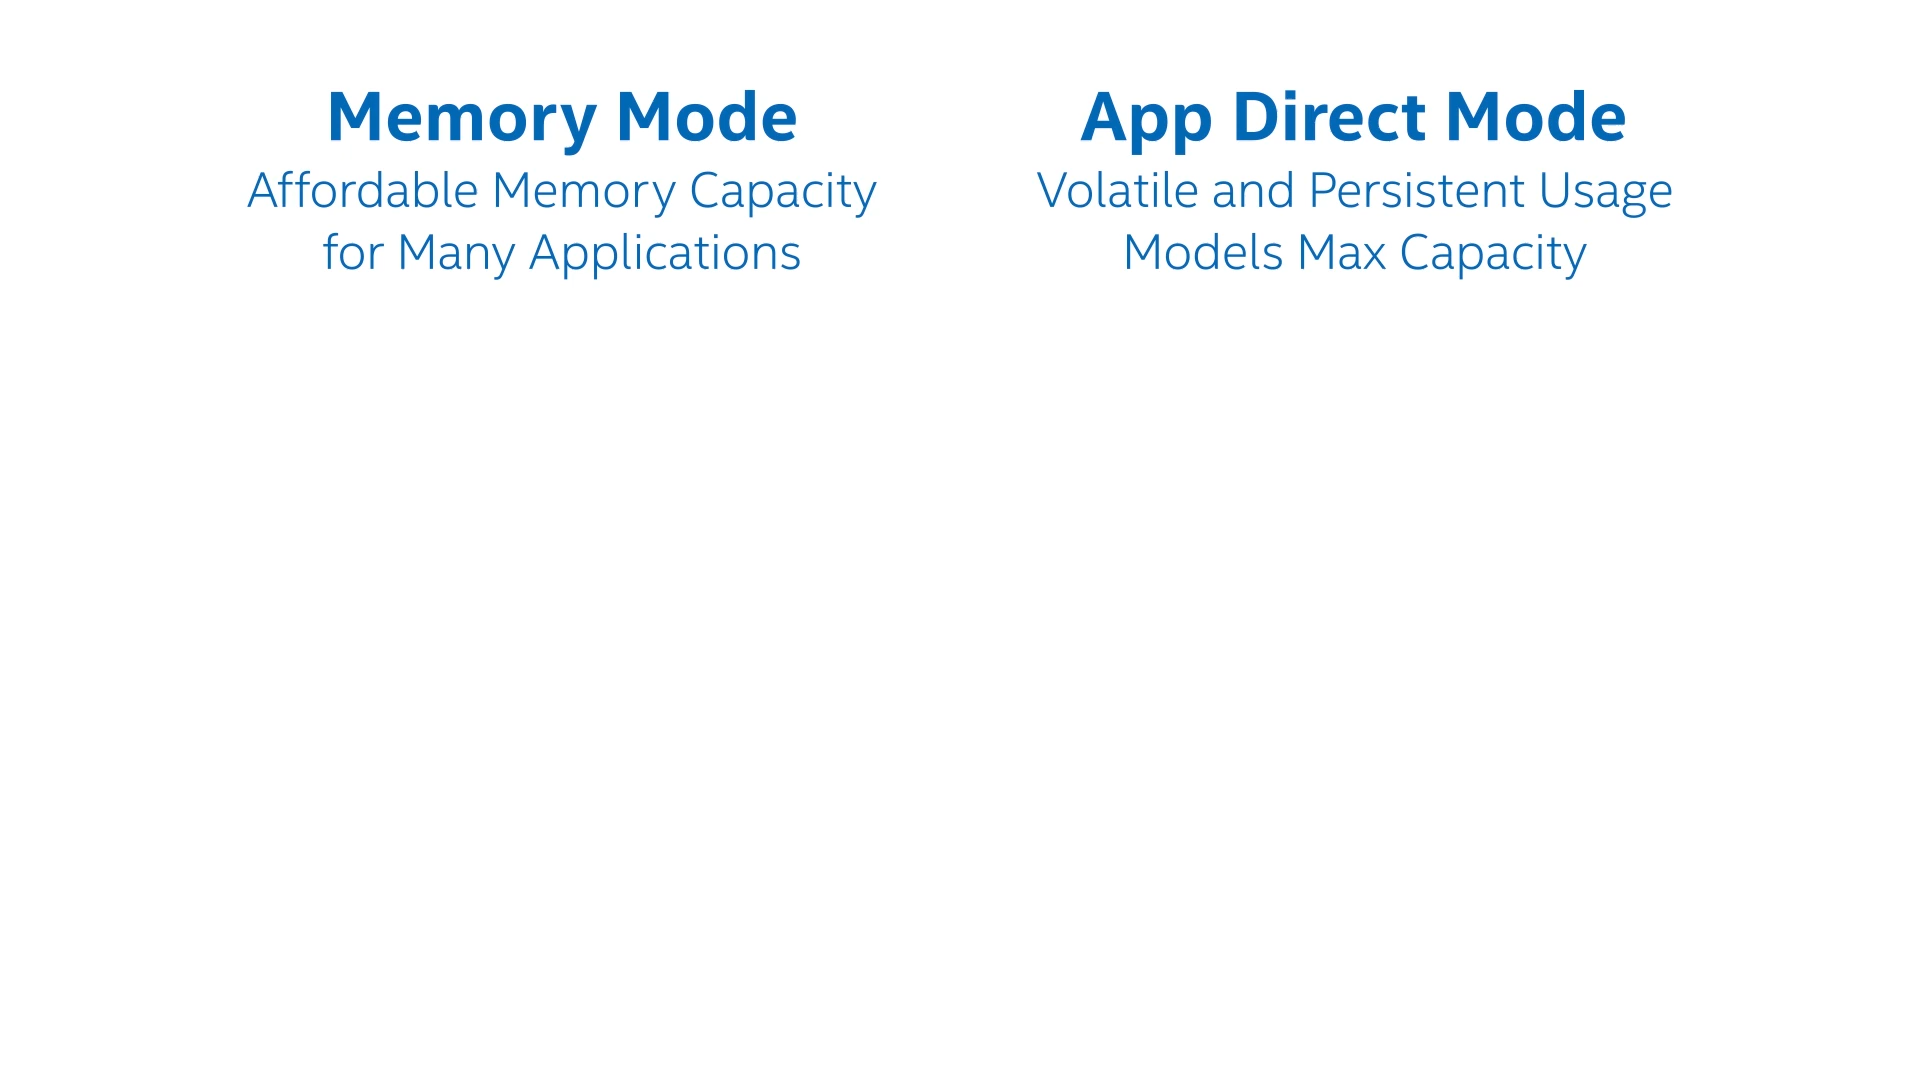 Memory Mode
Affordable Memory Capacity
for Many Applications
App Direct Mode
Volatile and Persistent Usage
Models Max Capacity